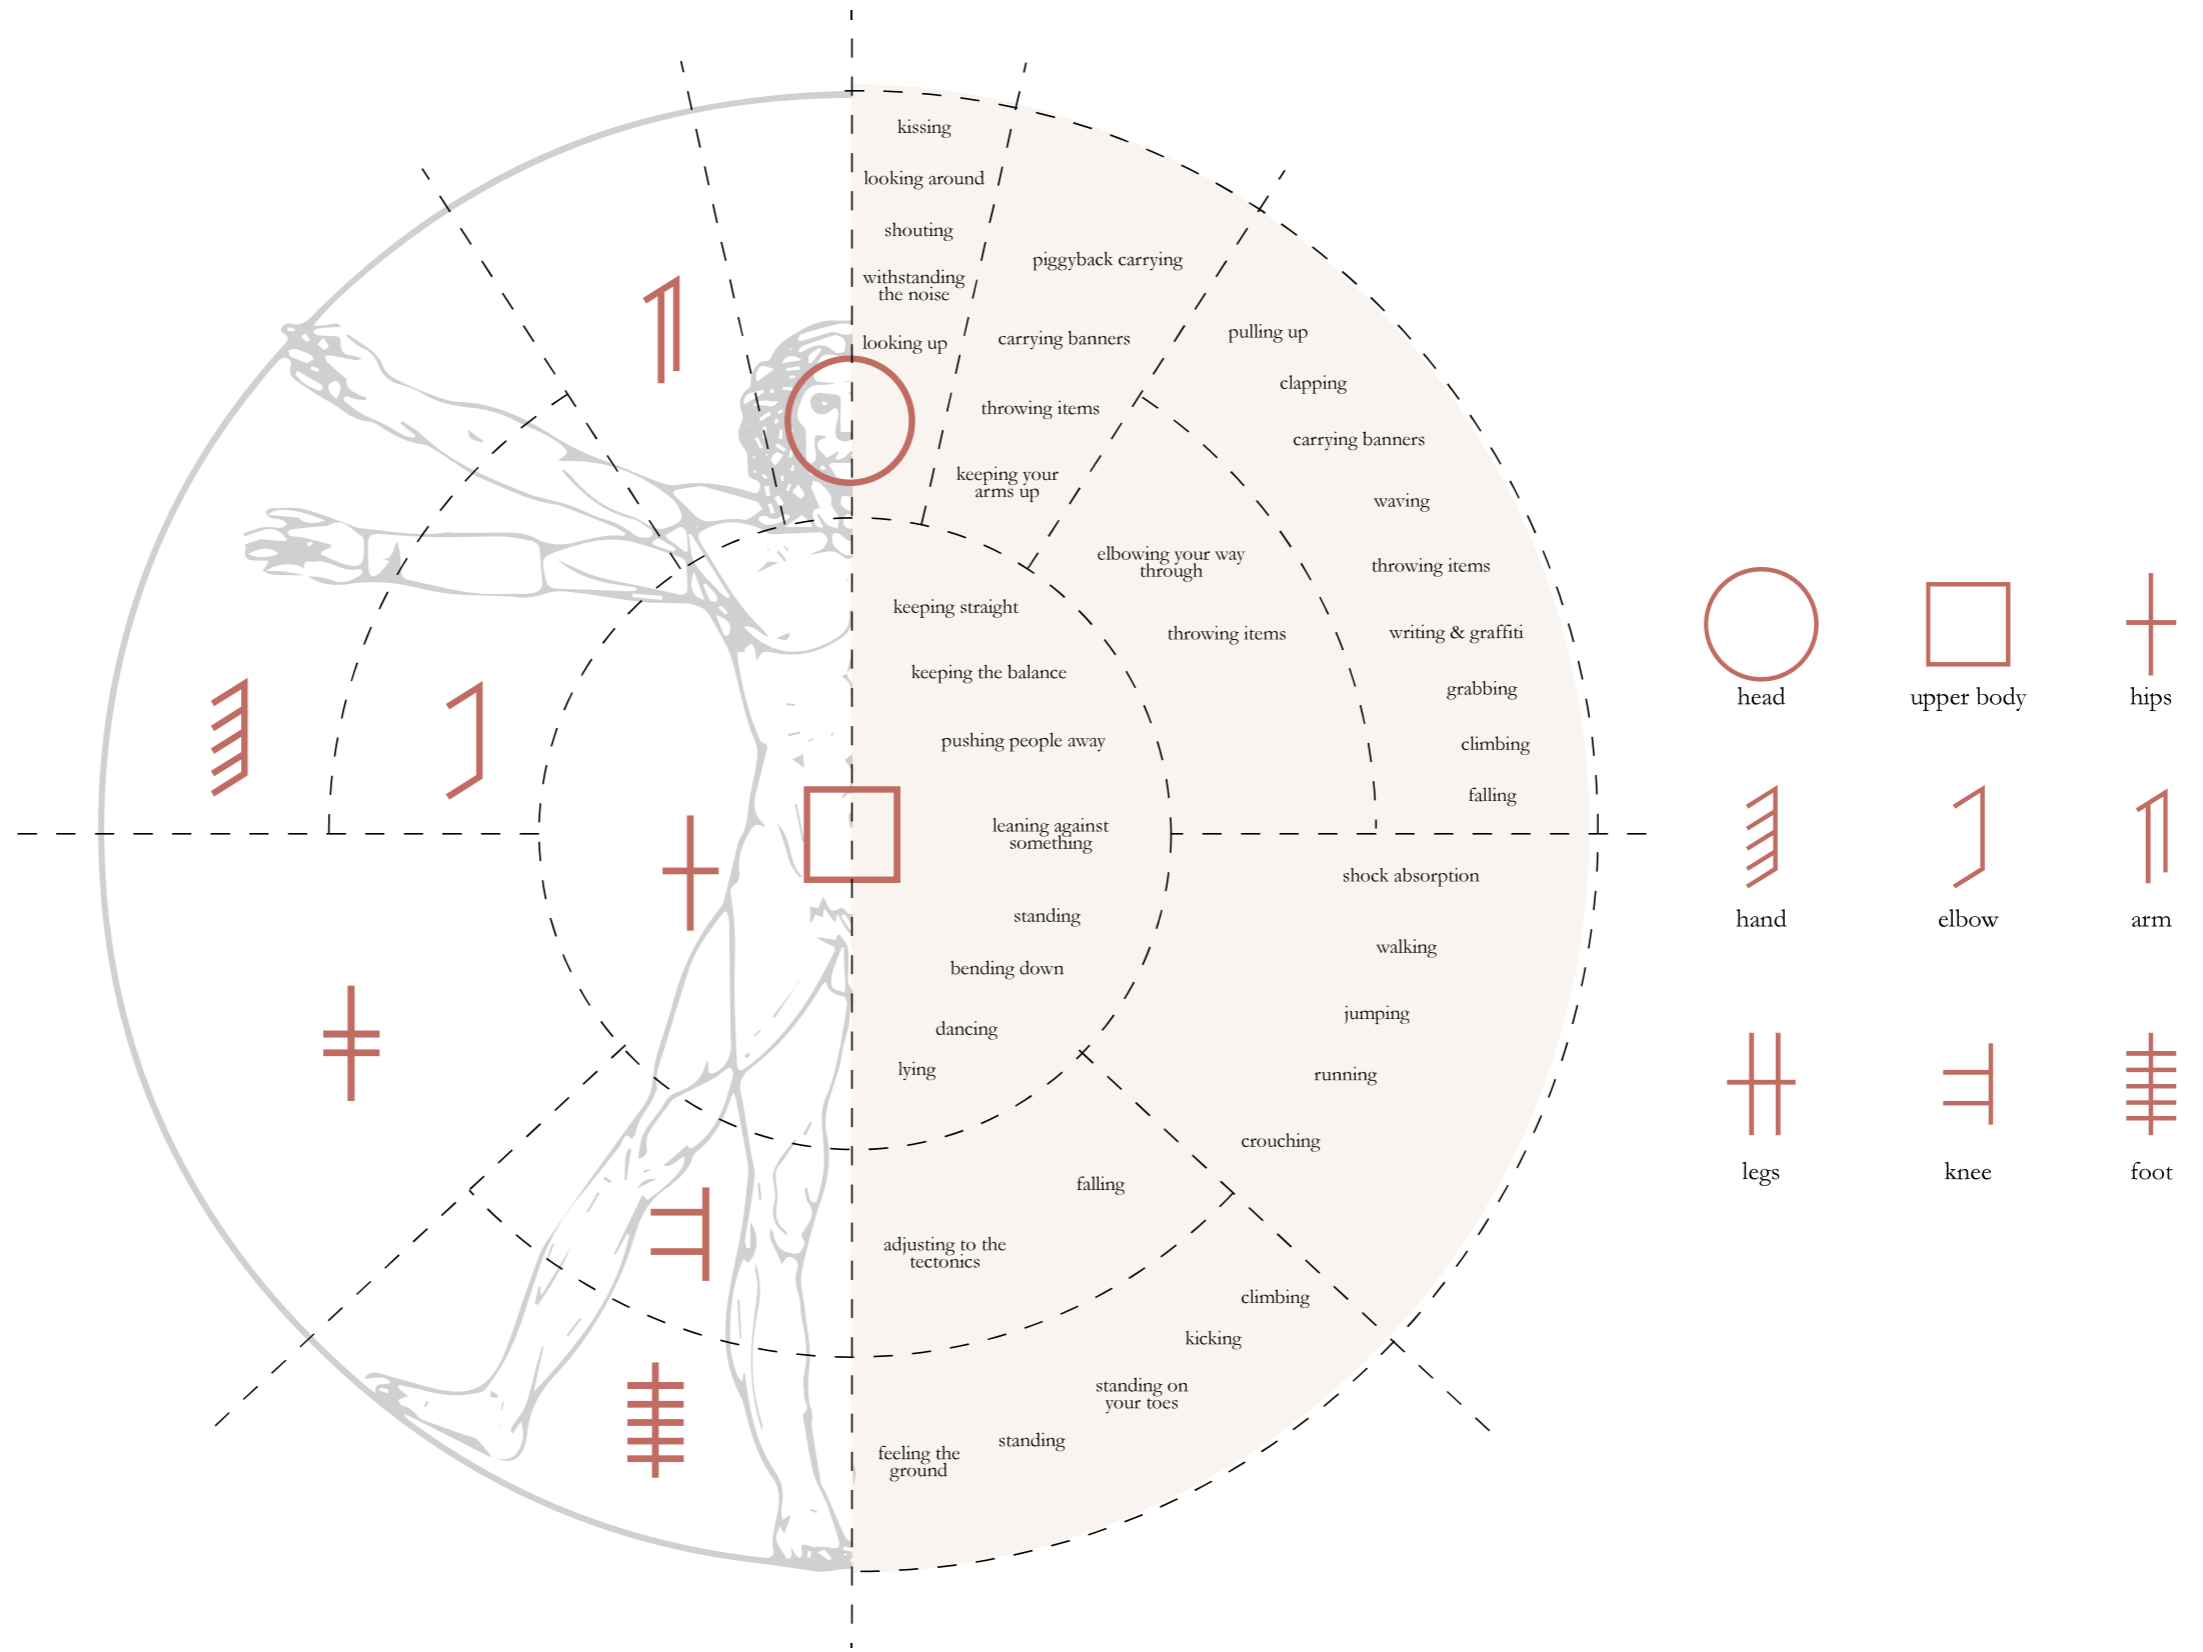 kissing
looking around
shouting
withstanding
the noise
looking up
piggyback carrying
carrying banners
throwing items
keeping your
arms up
pulling up
clapping
carrying banners
waving
throwing items
writing & graffiti
grabbing
climbing
falling
elbowing your way
through
throwing items
keeping straight
keeping the balance
pushing people away
leaning against
something
standing
bending down
dancing
lying
shock absorption
walking
jumping
running
crouching
falling
adjusting to the
tectonics
climbing
kicking
standing on
your toes
standing
feeling the
ground
head
upper body
hips
hand
elbow
arm
legs
knee
foot